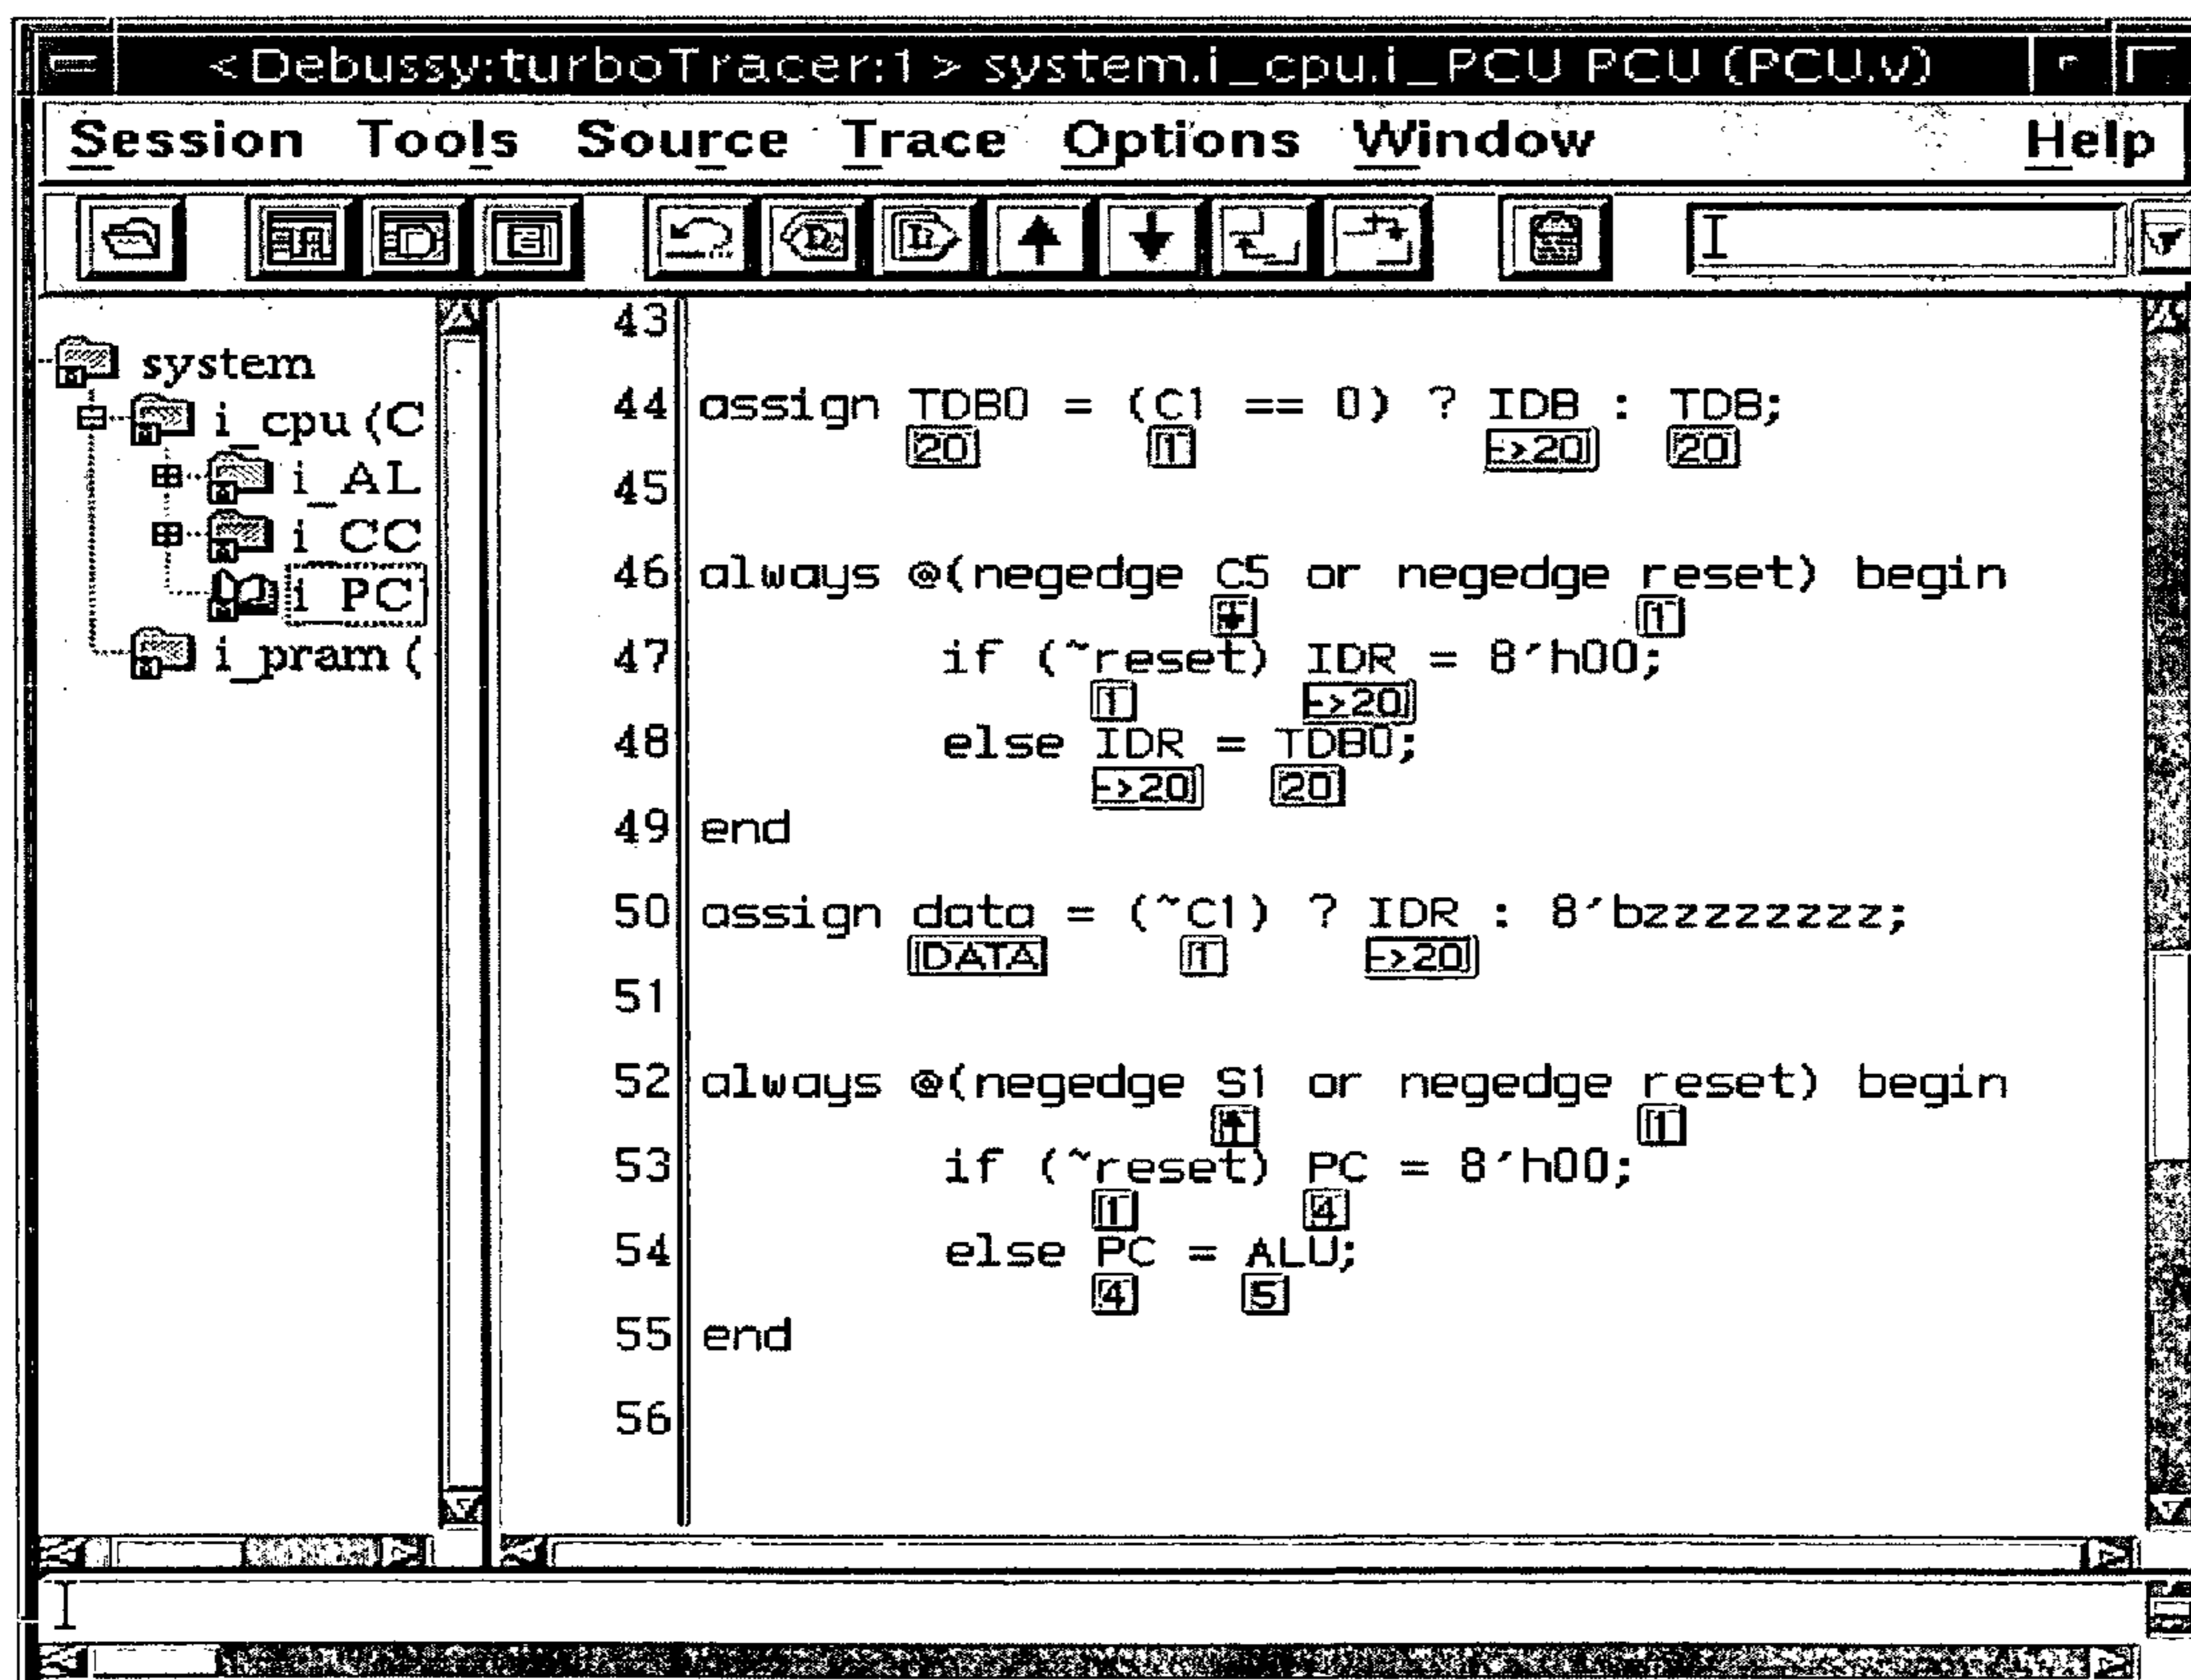 <Debussy:turboTracer:1> system.i_cpu.i_PCU PCU (PCU.v)
Session Tools Source Trace Options Window Help
system
i_cpu (C
i_AL
i_CC
i_PC
i_pram (
43
44 assign TDB0 = (C1 == 0) ? IDB : TDB;
20 1 ->20 20
45
46 always @(negedge C5 or negedge reset) begin
1
47 if (~reset) IDR = 8'h00;
1 ->20
48 else IDR = TDB0;
->20 20
49 end
50 assign data = (~C1) ? IDR : 8'bzzzzzzzz;
DATA 1 ->20
51
52 always @(negedge S1 or negedge reset) begin
1
53 if (~reset) PC = 8'h00;
1 4
54 else PC = ALU;
4 5
55 end
56